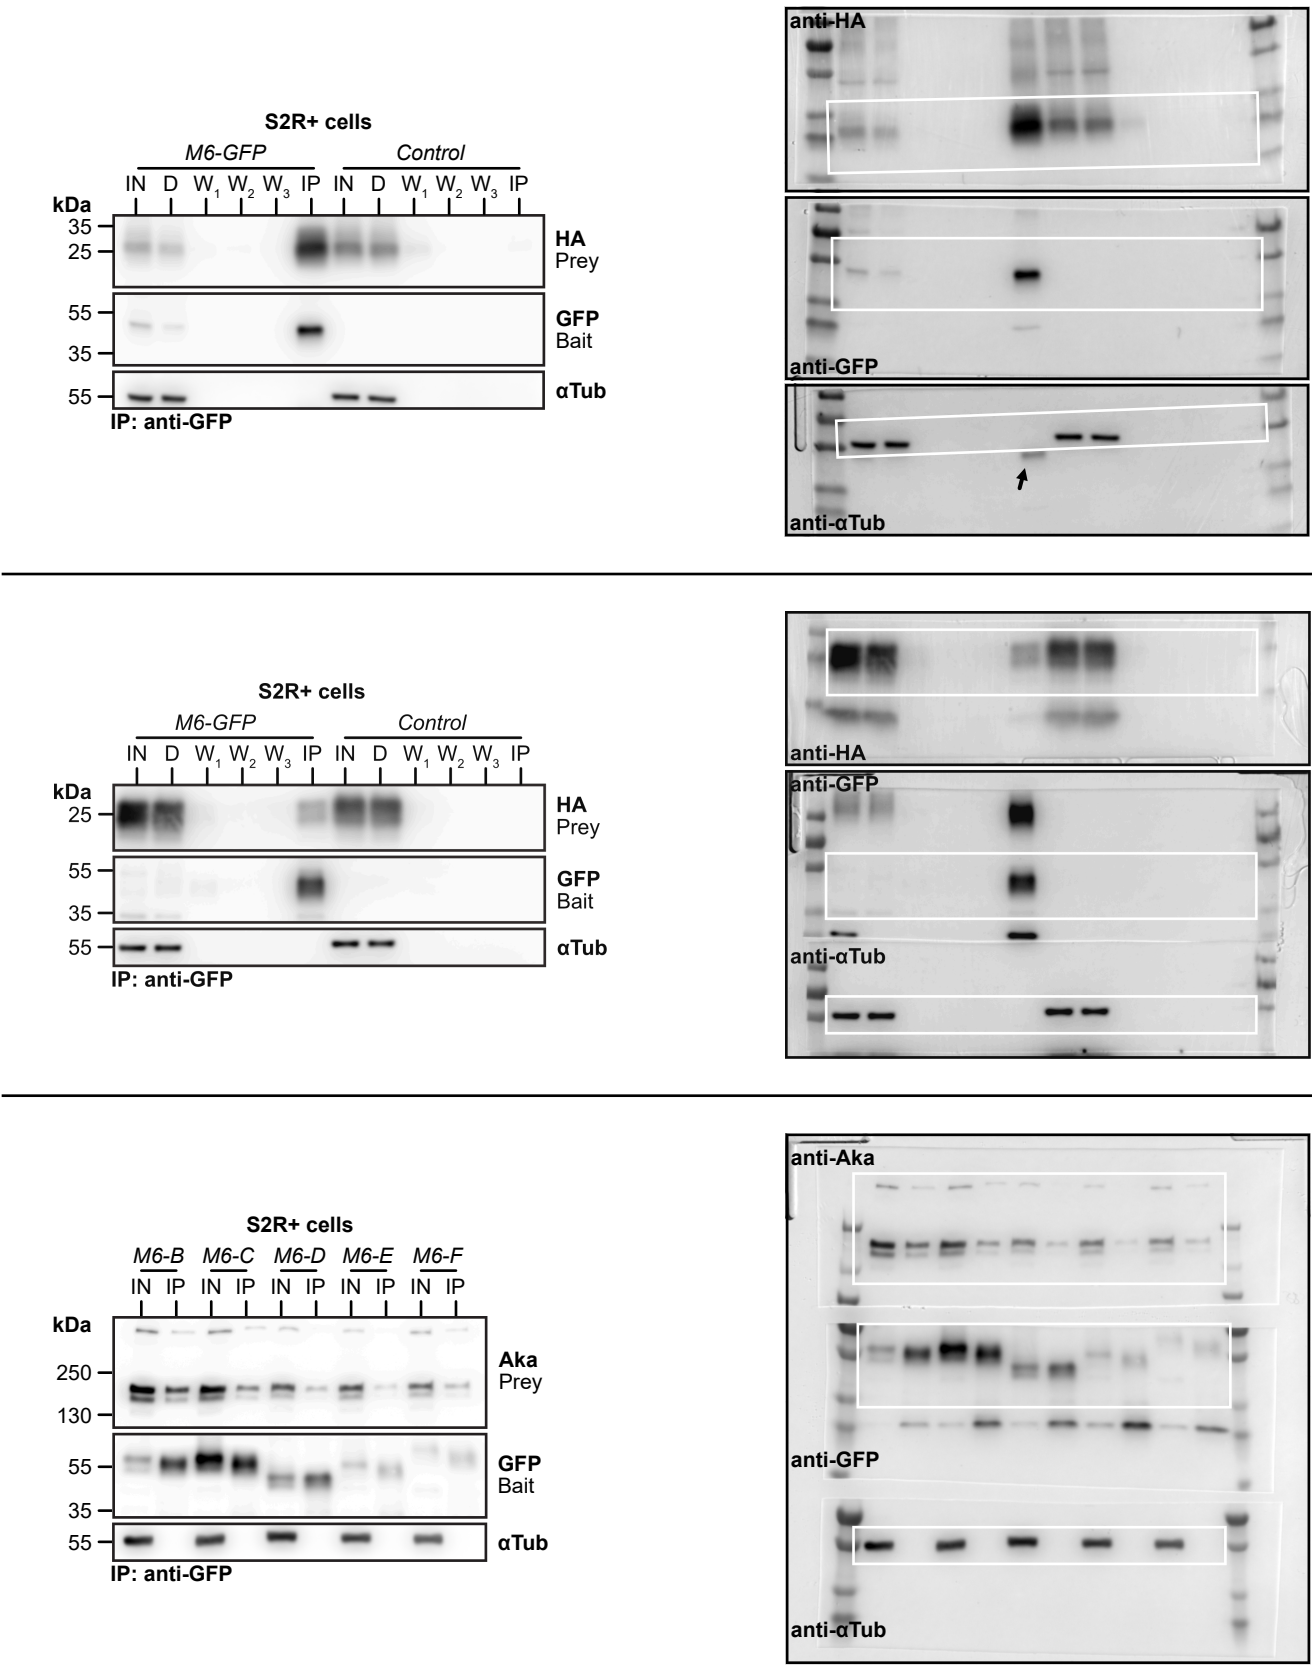 S2R+ cells
M6-GFP Control
IN D W1 W2 W3 IP IN D W1 W2 W3 IP
kDa
35
25
HA
Prey
55
35
GFP
Bait
55
αTub
IP: anti-GFP
anti-HA
anti-GFP
anti-αTub
S2R+ cells
M6-GFP Control
IN D W1 W2 W3 IP IN D W1 W2 W3 IP
kDa
25
HA
Prey
55
35
GFP
Bait
55
αTub
IP: anti-GFP
anti-HA
anti-GFP
anti-αTub
S2R+ cells
M6-B M6-C M6-D M6-E M6-F
IN IP IN IP IN IP IN IP IN IP
kDa
250
130
Aka
Prey
55
35
GFP
Bait
55
αTub
IP: anti-GFP
anti-Aka
anti-GFP
anti-αTub